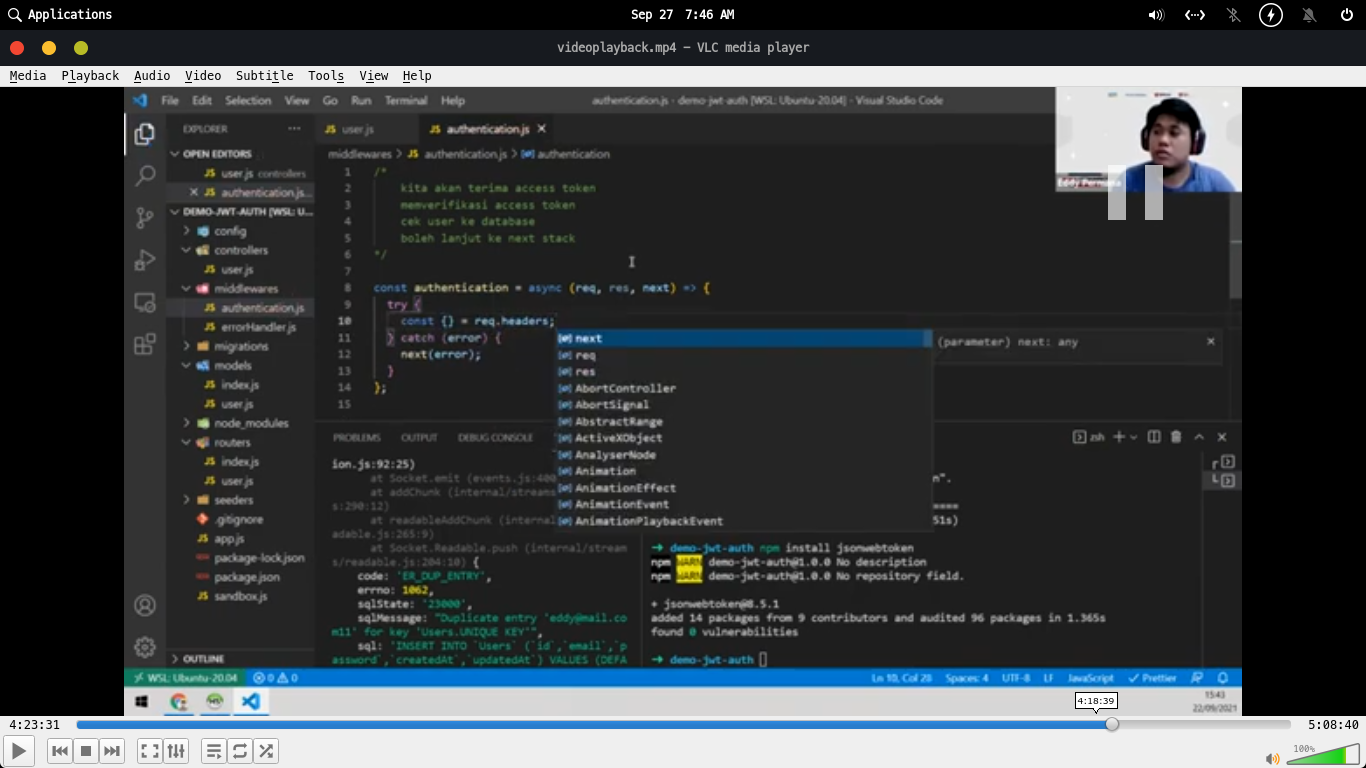 Applications
Sep 27 7:46 AM
videoplayback.mp4 — VLC media player
Media Playback Audio Video Subtitle Tools View Help
File Edit Selection View Go Run Terminal Help
authentication.js - demo-jwt-auth [WSL: Ubuntu-20.04] - Visual Studio Code
EXPLORER
OPEN EDITORS
user.js controllers
authentication.js...
DEMO-JWT-AUTH [WSL: U...
config
controllers
user.js
middlewares
authentication.js
errorHandler.js
migrations
models
index.js
user.js
node_modules
routers
index.js
user.js
seeders
.gitignore
app.js
package-lock.json
package.json
sandbox.js
OUTLINE
user.js authentication.js
middlewares > authentication.js > authentication
1 /*
2 kita akan terima access token
3 memverifikasi access token
4 cek user ke database
5 boleh lanjut ke next stack
6 */
7
8 const authentication = async (req, res, next) => {
9 try {
10 const {} = req.headers;
11 } catch (error) {
12 next(error);
13 }
14 };
15
next
req
res
AbortController
AbortSignal
AbstractRange
ActiveXObject
AnalyserNode
Animation
AnimationEffect
AnimationEvent
AnimationPlaybackEvent
(parameter) next: any
Eddy Permana
PROBLEMS OUTPUT DEBUG CONSOLE
zsh
ion.js:92:25)
at Socket.emit (events.js:400
at addChunk (internal/streams
s:290:12)
at readableAddChunk (interna
adable.js:265:9)
at Socket.Readable.push (internal/stream
s/readable.js:204:10) {
code: 'ER_DUP_ENTRY',
errno: 1062,
sqlState: '23000',
sqlMessage: "Duplicate entry 'eddy@mail.co
m11' for key 'Users.UNIQUE KEY'",
sql: 'INSERT INTO `Users` (`id`,`email`,`p
assword`,`createdAt`,`updatedAt`) VALUES (DEFA
n".
====
51s)
→ demo-jwt-auth npm install jsonwebtoken
npm WARN demo-jwt-auth@1.0.0 No description
npm WARN demo-jwt-auth@1.0.0 No repository field.
+ jsonwebtoken@8.5.1
added 14 packages from 9 contributors and audited 96 packages in 1.365s
found 0 vulnerabilities
→ demo-jwt-auth
WSL: Ubuntu-20.04 0 0
Ln 10, Col 28 Spaces: 4 UTF-8 LF JavaScript Prettier
15:43
22/09/2021
4:18:39
4:23:31
5:08:40
100%